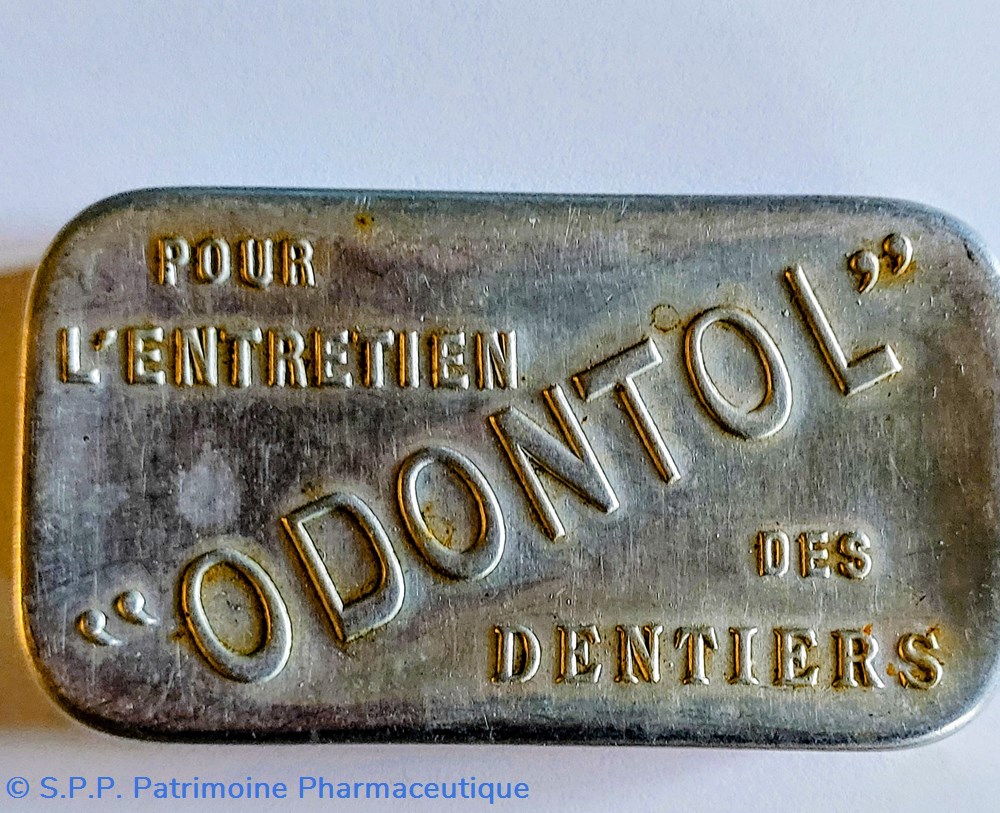 POUR
L'ENTRETIEN
“ODONTOL”
DES
DENTIERS
© S.P.P. Patrimoine Pharmaceutique